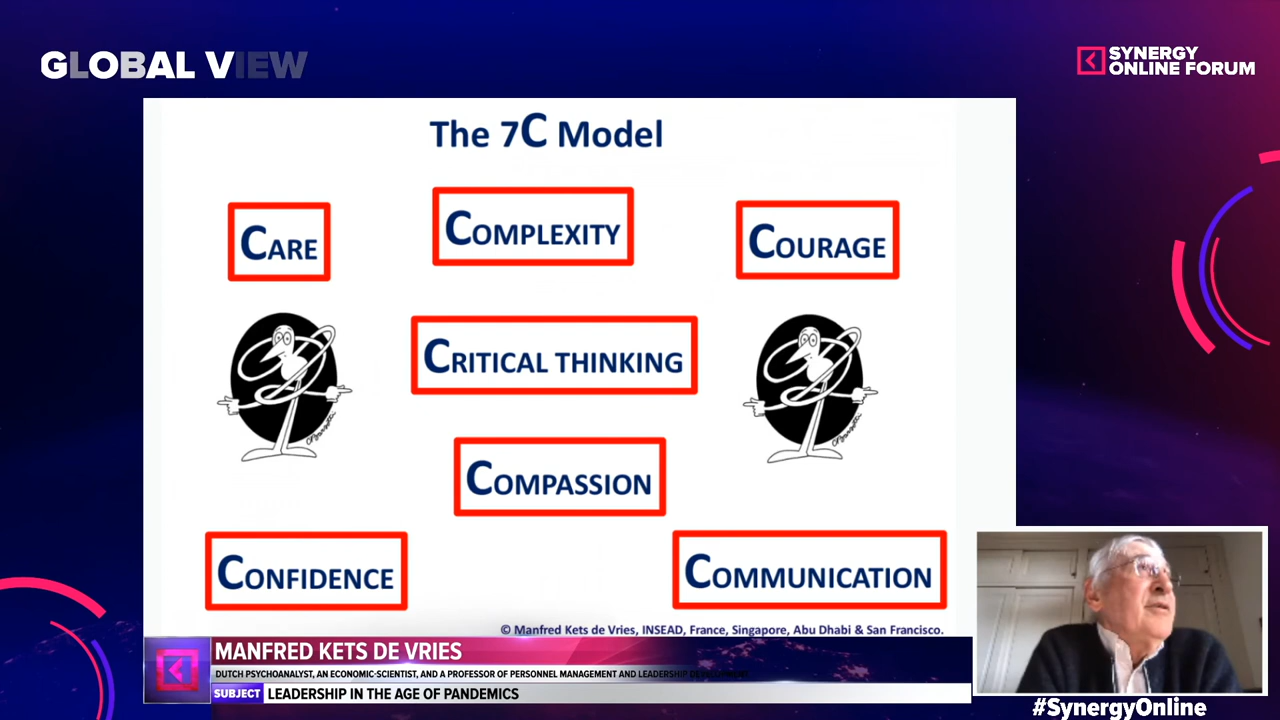 GLOBAL VIEW
SYNERGY
ONLINE FORUM
The 7C Model
CARE
COMPLEXITY
COURAGE
CRITICAL THINKING
COMPASSION
CONFIDENCE
COMMUNICATION
© Manfred Kets de Vries, INSEAD, France, Singapore, Abu Dhabi & San Francisco.
MANFRED KETS DE VRIES
DUTCH PSYCHOANALYST, AN ECONOMIC-SCIENTIST, AND A PROFESSOR OF PERSONNEL MANAGEMENT AND LEADERSHIP DEVELOPMENT
SUBJECT LEADERSHIP IN THE AGE OF PANDEMICS
#SynergyOnline